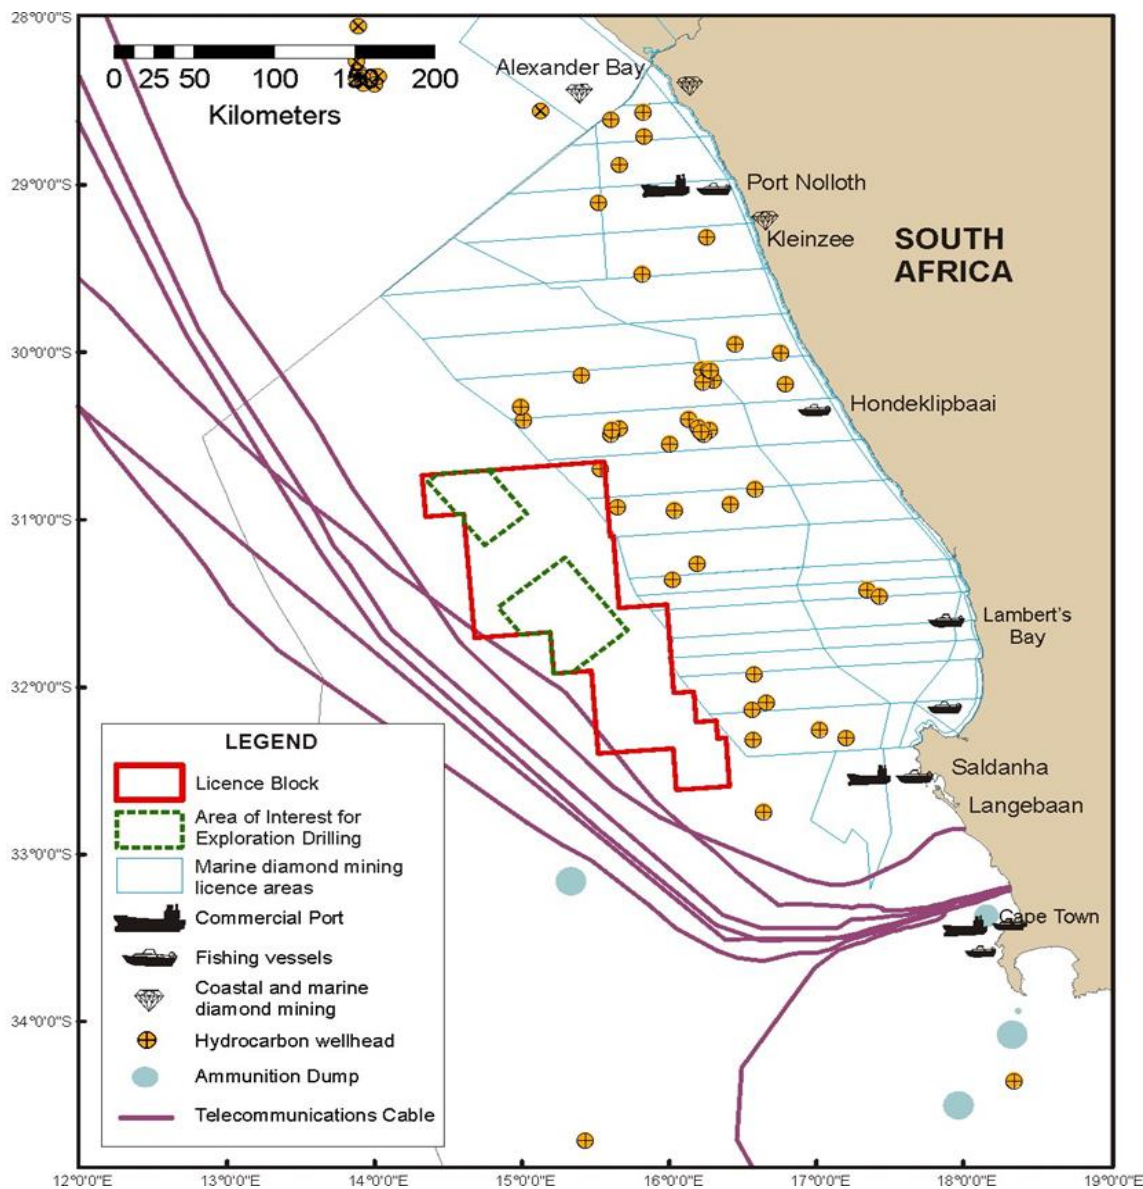 28°0'0"S
0 25 50 100 150 200
Kilometers
Alexander Bay
29°0'0"S
Port Nolloth
Kleinzee
SOUTH
AFRICA
30°0'0"S
Hondeklipbaai
31°0'0"S
Lambert's
Bay
32°0'0"S
Saldanha
Langebaan
33°0'0"S
Cape Town
34°0'0"S
LEGEND
Licence Block
Area of Interest for
Exploration Drilling
Marine diamond mining
licence areas
Commercial Port
Fishing vessels
Coastal and marine
diamond mining
Hydrocarbon wellhead
Ammunition Dump
Telecommunications Cable
12°0'0"E 13°0'0"E 14°0'0"E 15°0'0"E 16°0'0"E 17°0'0"E 18°0'0"E 19°0'0"E